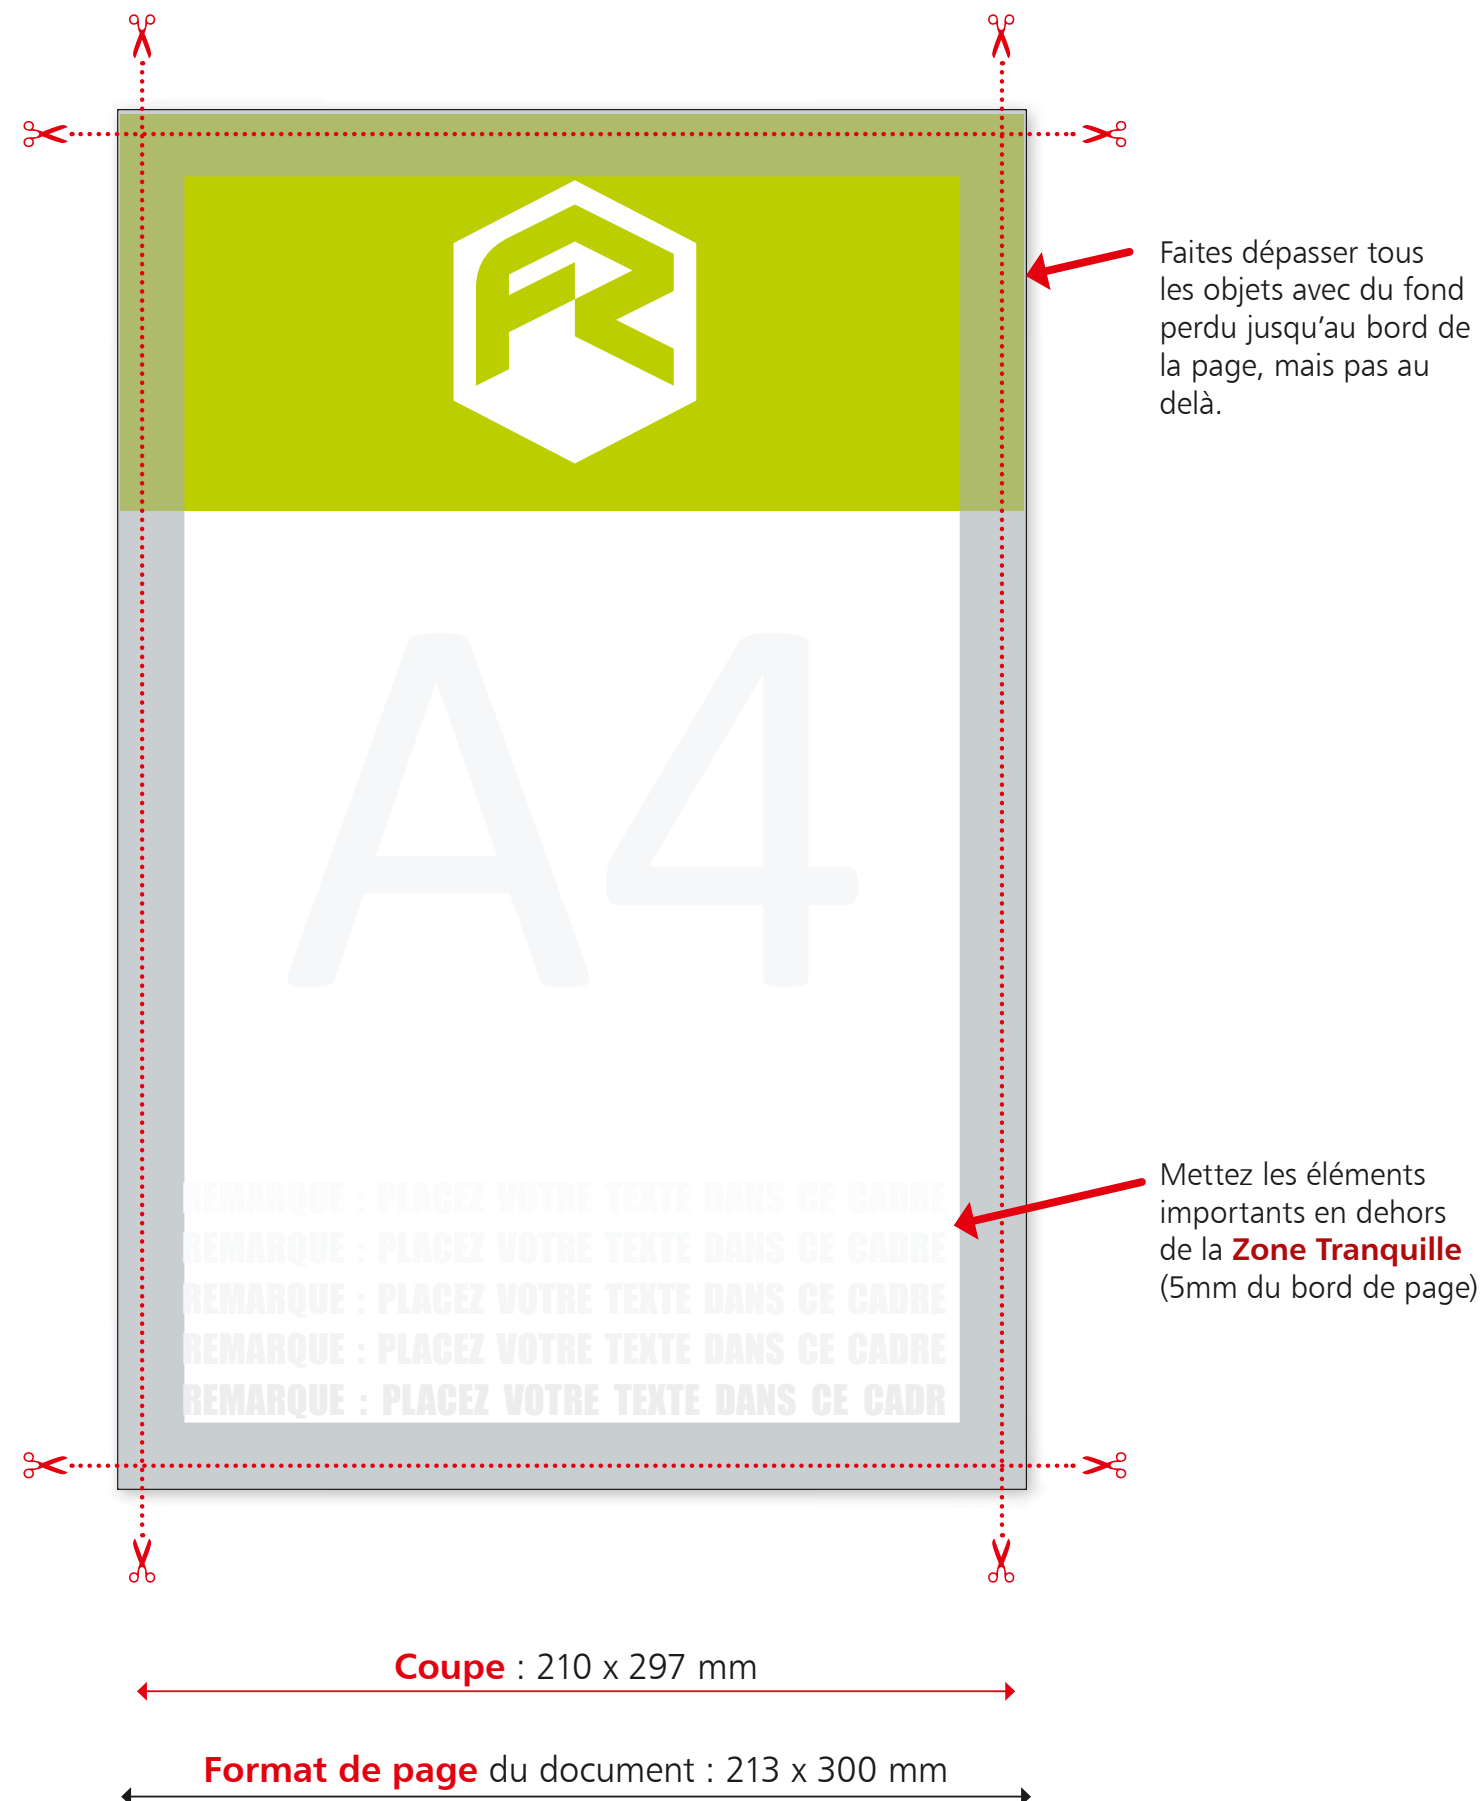 Faites dépasser tous
les objets avec du fond
perdu jusqu’au bord de
la page, mais pas au
delà.
A4
Mettez les éléments
importants en dehors
de la Zone Tranquille
(5mm du bord de page)
REMARQUE : PLACEZ VOTRE TEXTE DANS CE CADRE
REMARQUE : PLACEZ VOTRE TEXTE DANS CE CADRE
REMARQUE : PLACEZ VOTRE TEXTE DANS CE CADRE
REMARQUE : PLACEZ VOTRE TEXTE DANS CE CADRE
REMARQUE : PLACEZ VOTRE TEXTE DANS CE CADR
Coupe : 210 x 297 mm
Format de page du document : 213 x 300 mm